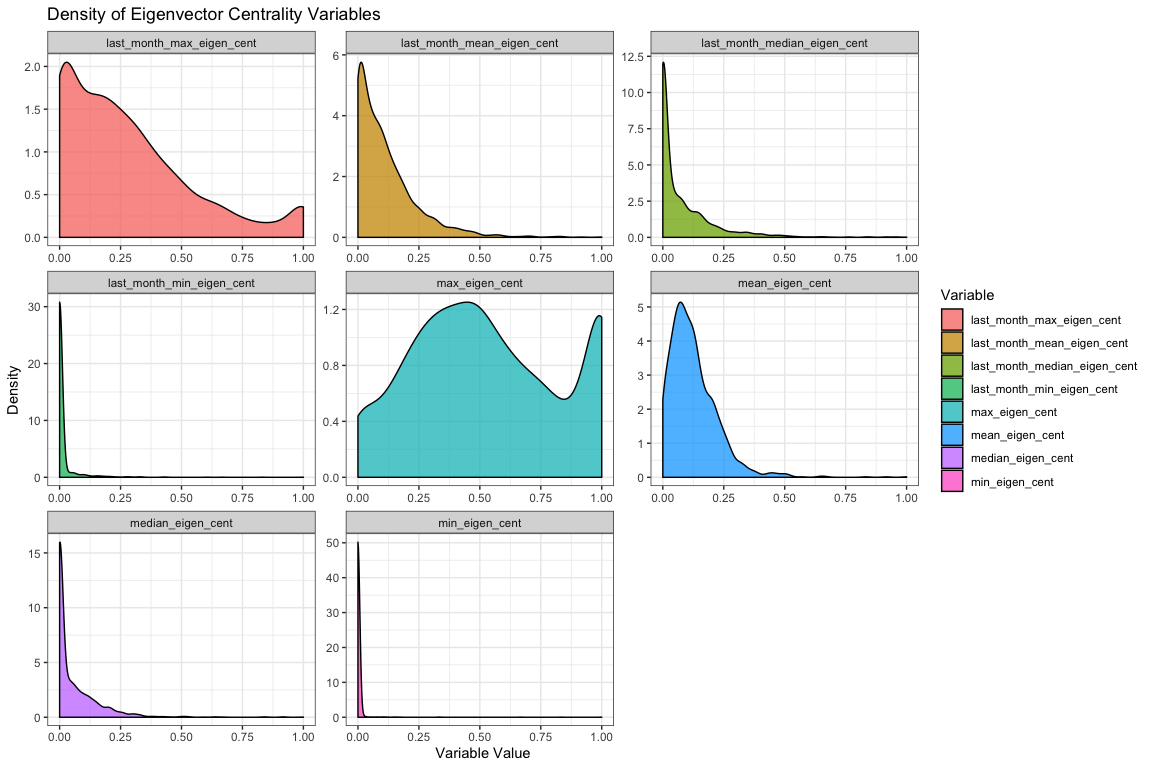 Density of Eigenvector Centrality Variables
last_month_max_eigen_cent
last_month_mean_eigen_cent
last_month_median_eigen_cent
2.0
1.5
1.0
0.5
0.0
0.00 0.25 0.50 0.75 1.00
6
4
2
0
0.00 0.25 0.50 0.75 1.00
12.5
10.0
7.5
5.0
2.5
0.0
0.00 0.25 0.50 0.75 1.00
last_month_min_eigen_cent
max_eigen_cent
mean_eigen_cent
30
20
10
0
0.00 0.25 0.50 0.75 1.00
1.2
0.8
0.4
0.0
0.00 0.25 0.50 0.75 1.00
5
4
3
2
1
0
0.00 0.25 0.50 0.75 1.00
median_eigen_cent
min_eigen_cent
15
10
5
0
0.00 0.25 0.50 0.75 1.00
50
40
30
20
10
0
0.00 0.25 0.50 0.75 1.00
Density
Variable Value
Variable
last_month_max_eigen_cent
last_month_mean_eigen_cent
last_month_median_eigen_cent
last_month_min_eigen_cent
max_eigen_cent
mean_eigen_cent
median_eigen_cent
min_eigen_cent